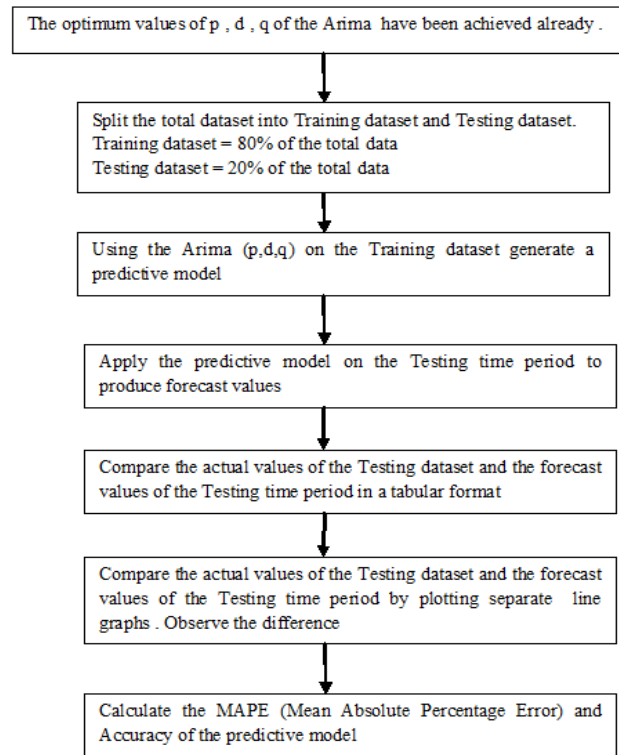 The optimum values of p , d , q of the Arima have been achieved already .
Split the total dataset into Training dataset and Testing dataset.
Training dataset = 80% of the total data
Testing dataset = 20% of the total data
Using the Arima (p,d,q) on the Training dataset generate a
predictive model
Apply the predictive model on the Testing time period to
produce forecast values
Compare the actual values of the Testing dataset and the forecast
values of the Testing time period in a tabular format
Compare the actual values of the Testing dataset and the forecast
values of the Testing time period by plotting separate line
graphs . Observe the difference
Calculate the MAPE (Mean Absolute Percentage Error) and
Accuracy of the predictive model